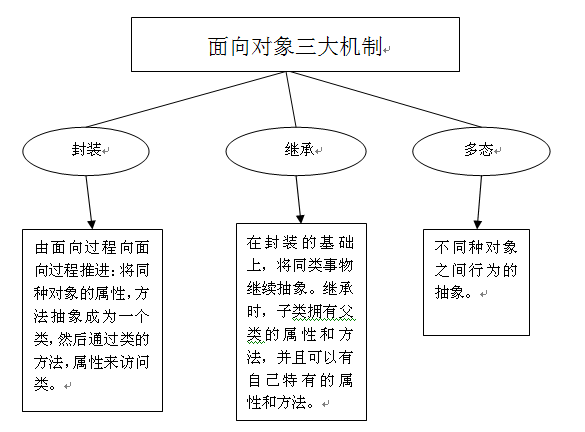 面向对象三大机制
封装
继承
多态
由面向过程向面
向过程推进：将同
种对象的属性，方
法抽象成为一个
类，然后通过类的
方法，属性来访问
类。
在封装的基础
上，将同类事物
继续抽象。继承
时，子类拥有父
类的属性和方
法，并且可以有
自己特有的属
性和方法。
不同种对象
之间行为的
抽象。